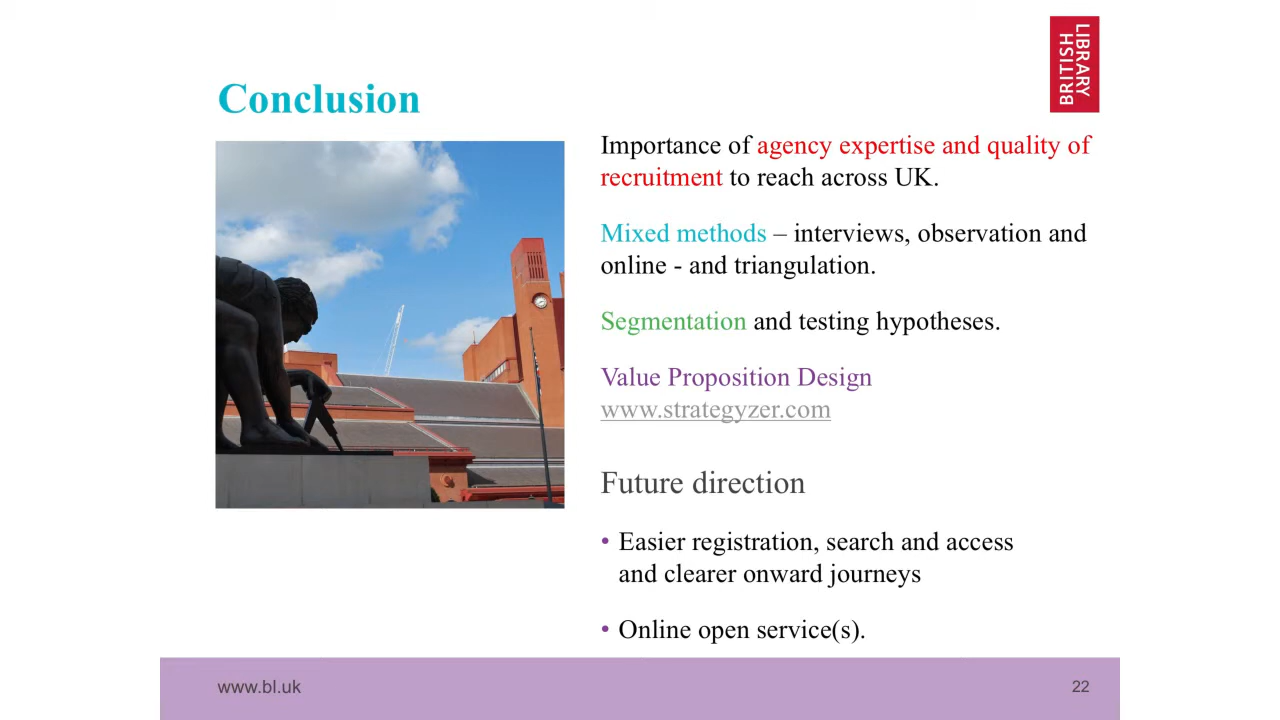 LIBRARY
BRITISH
Conclusion
Importance of agency expertise and quality of
recruitment to reach across UK.
Mixed methods – interviews, observation and
online - and triangulation.
Segmentation and testing hypotheses.
Value Proposition Design
www.strategyzer.com
Future direction
• Easier registration, search and access
and clearer onward journeys
• Online open service(s).
www.bl.uk
22